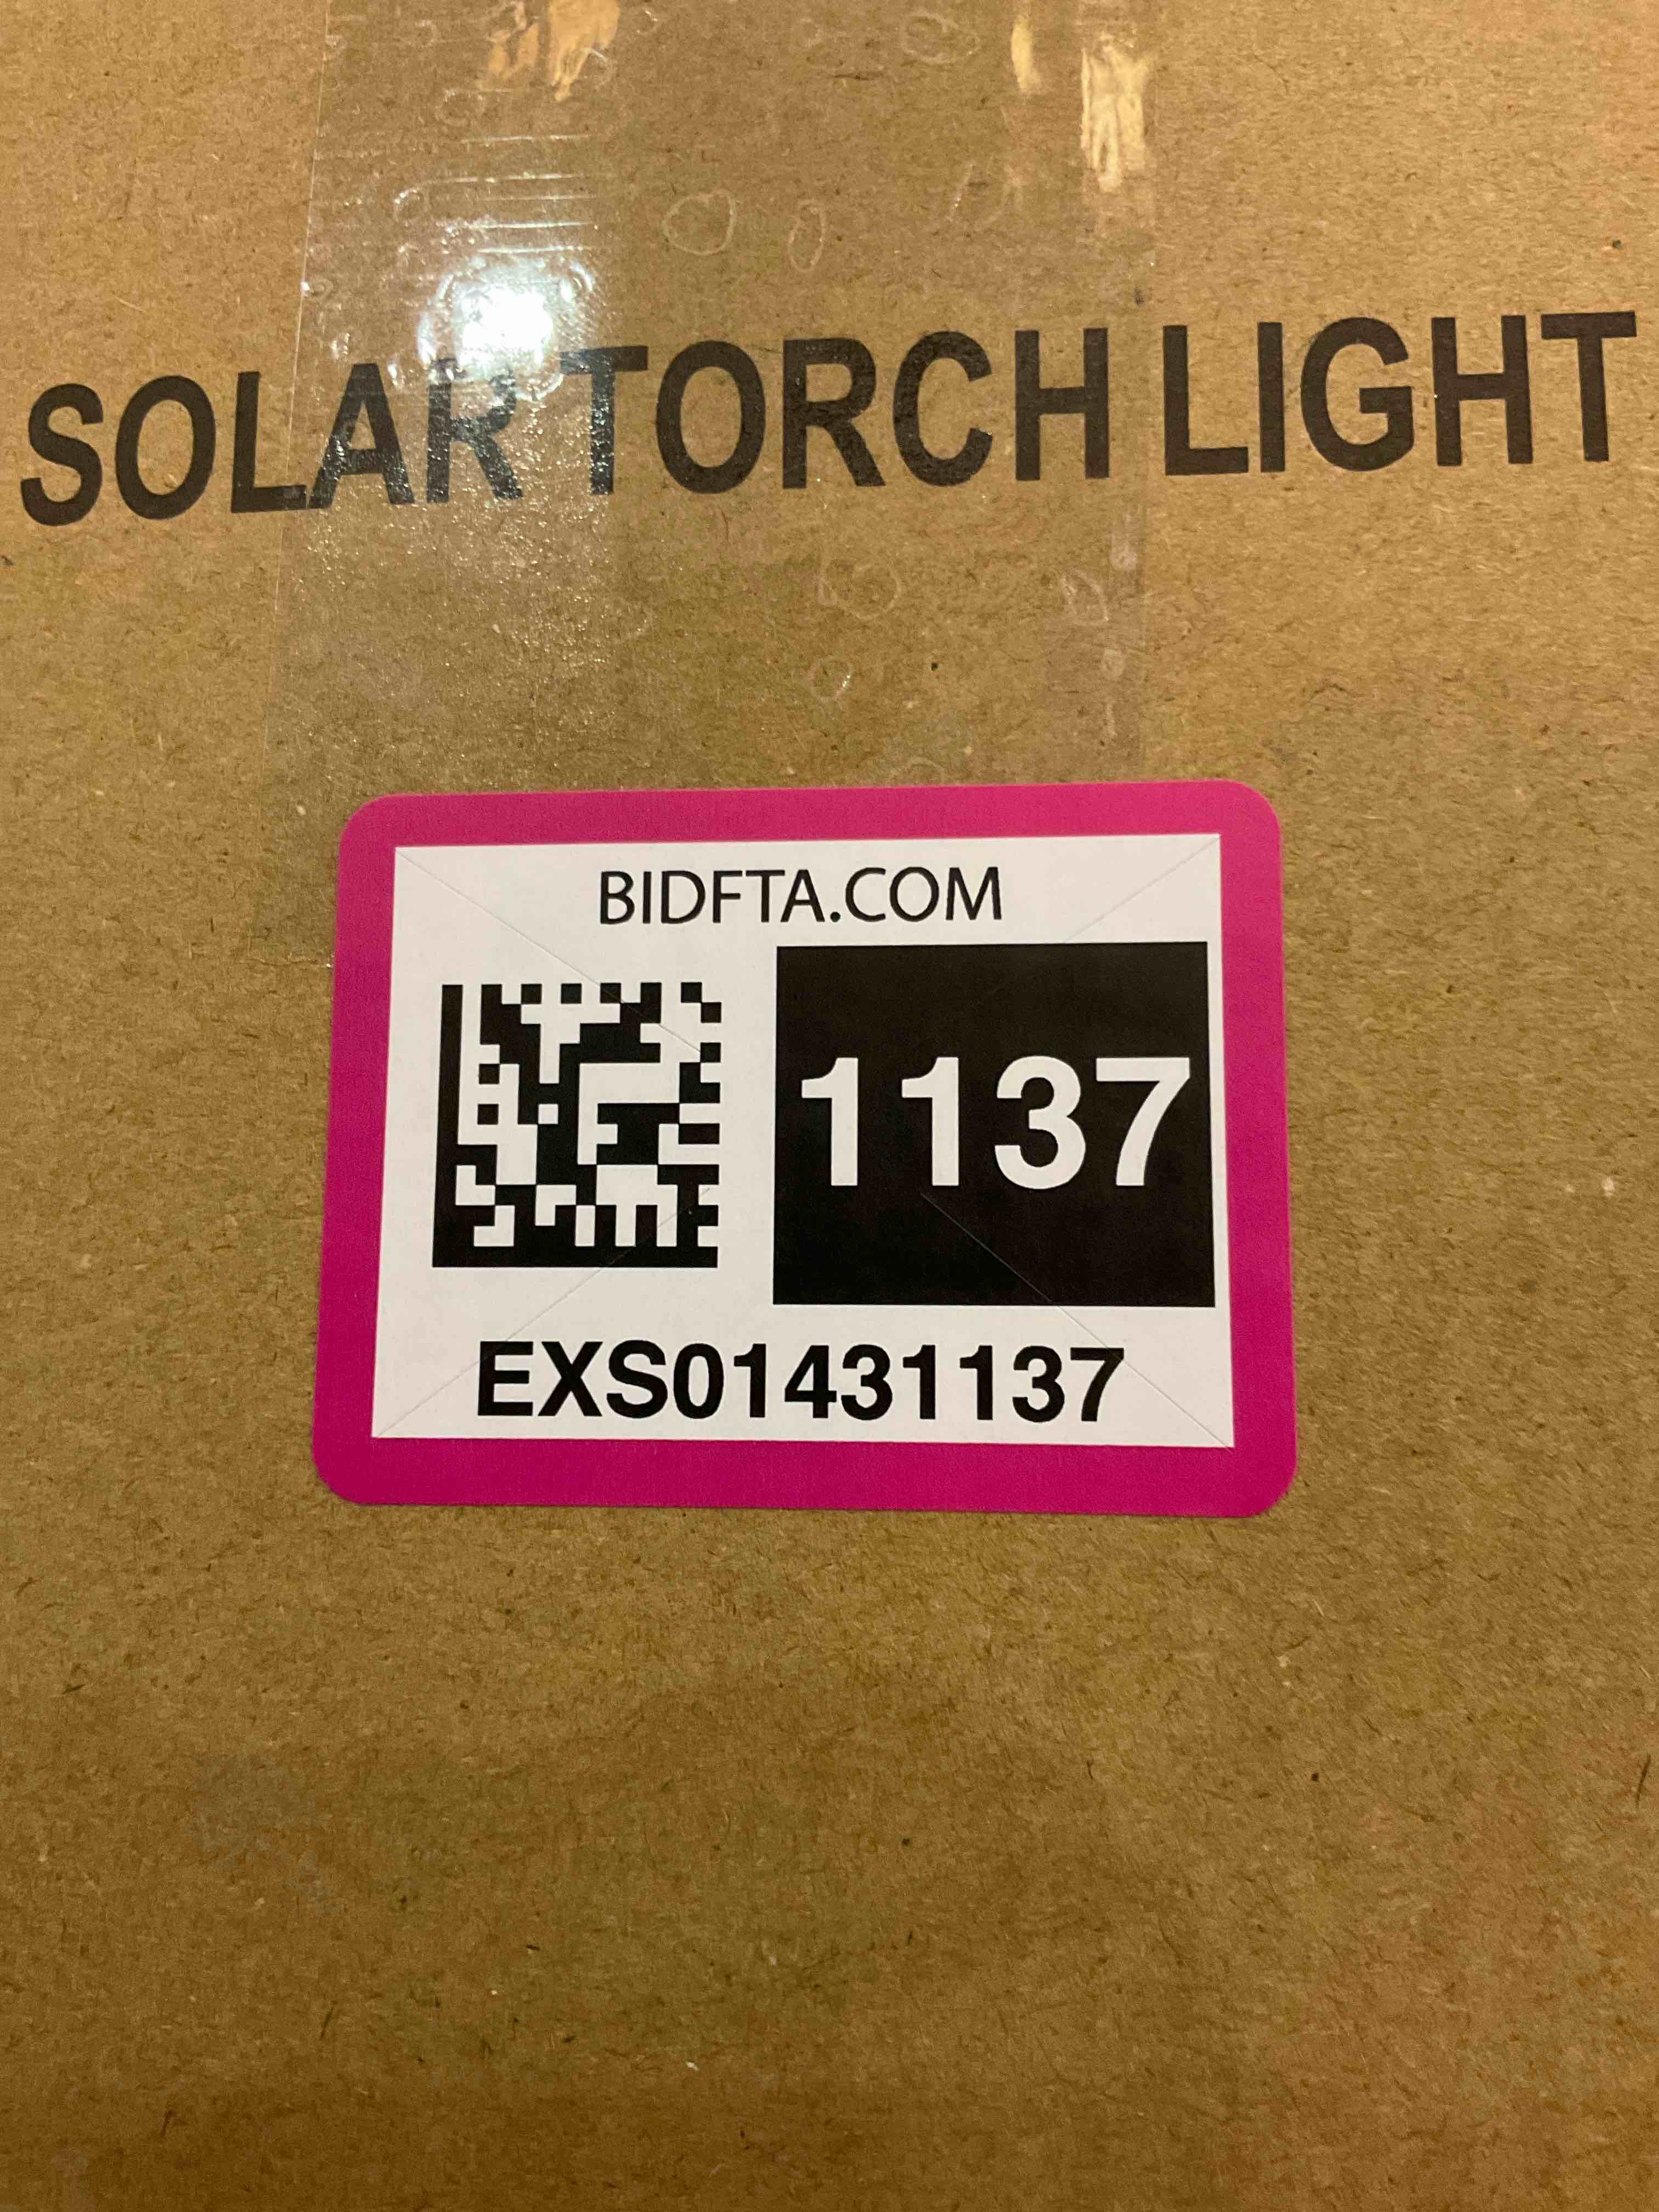 SOLAR TORCH LIGHT
BIDFTA.COM
1137
EXS01431137